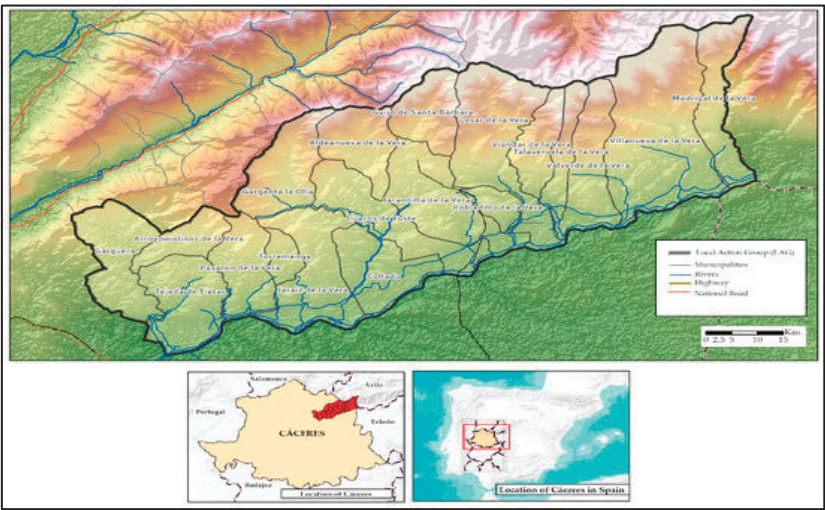 Madrigal de la Vera
Guijo de Santa Bárbara
Losar de la Vera
Aldeanueva de la Vera
Viandar de la Vera
Villanueva de la Vera
Talaveruela de la Vera
Valverde de la Vera
Garganta la Olla
Jarandilla de la Vera
Robledillo de la Vera
Cuacos de Yuste
Arroyomolinos de la Vera
Gargüera
Torremenga
Pasarón de la Vera
Collado
Tejeda de Tiétar
Jaraíz de la Vera
Local Action Group (LAG)
Municipalities
Rivers
Highway
National Road
Km
0 2,5 5 10 15
Salamanca
Ávila
Portugal
Toledo
CÁCERES
Badajoz
Location of Cáceres
Location of Cáceres in Spain